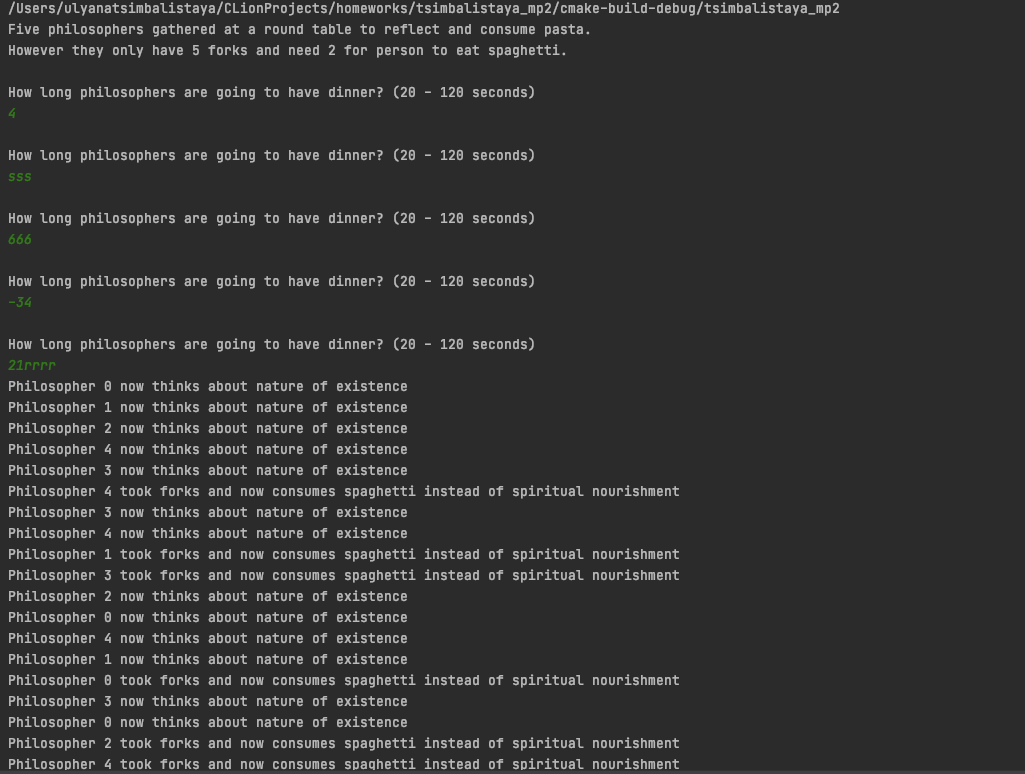 /Users/ulyanatsimbalistaya/CLionProjects/homeworks/tsimbalistaya_mp2/cmake-build-debug/tsimbalistaya_mp2
Five philosophers gathered at a round table to reflect and consume pasta.
However they only have 5 forks and need 2 for person to eat spaghetti.
How long philosophers are going to have dinner? (20 - 120 seconds)
4
How long philosophers are going to have dinner? (20 - 120 seconds)
sss
How long philosophers are going to have dinner? (20 - 120 seconds)
666
How long philosophers are going to have dinner? (20 - 120 seconds)
-34
How long philosophers are going to have dinner? (20 - 120 seconds)
21rrrr
Philosopher 0 now thinks about nature of existence
Philosopher 1 now thinks about nature of existence
Philosopher 2 now thinks about nature of existence
Philosopher 4 now thinks about nature of existence
Philosopher 3 now thinks about nature of existence
Philosopher 4 took forks and now consumes spaghetti instead of spiritual nourishment
Philosopher 3 now thinks about nature of existence
Philosopher 4 now thinks about nature of existence
Philosopher 1 took forks and now consumes spaghetti instead of spiritual nourishment
Philosopher 3 took forks and now consumes spaghetti instead of spiritual nourishment
Philosopher 2 now thinks about nature of existence
Philosopher 0 now thinks about nature of existence
Philosopher 4 now thinks about nature of existence
Philosopher 1 now thinks about nature of existence
Philosopher 0 took forks and now consumes spaghetti instead of spiritual nourishment
Philosopher 3 now thinks about nature of existence
Philosopher 0 now thinks about nature of existence
Philosopher 2 took forks and now consumes spaghetti instead of spiritual nourishment
Philosopher 4 took forks and now consumes spaghetti instead of spiritual nourishment